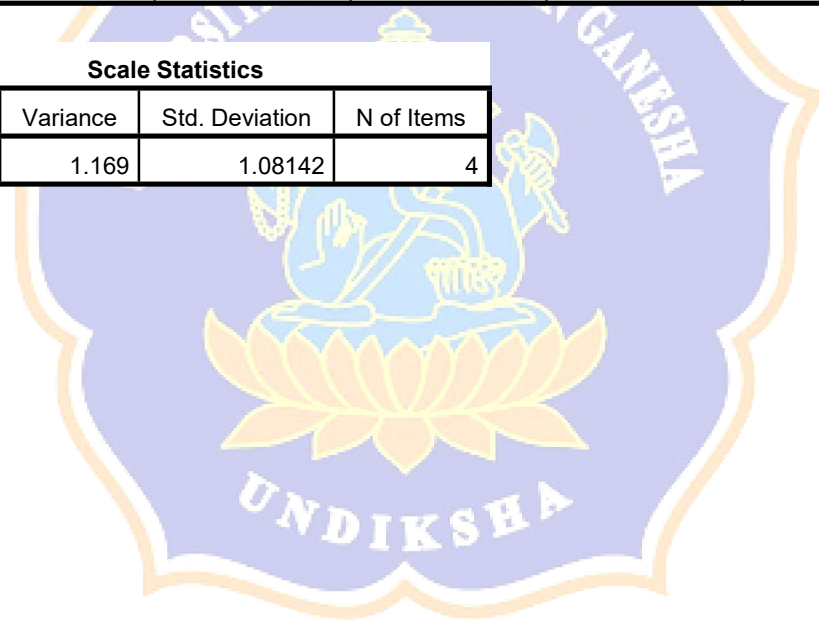 Scale Statistics
Variance Std. Deviation N of Items
1.169 1.08142 4
GANESHA
UNDIKSHA